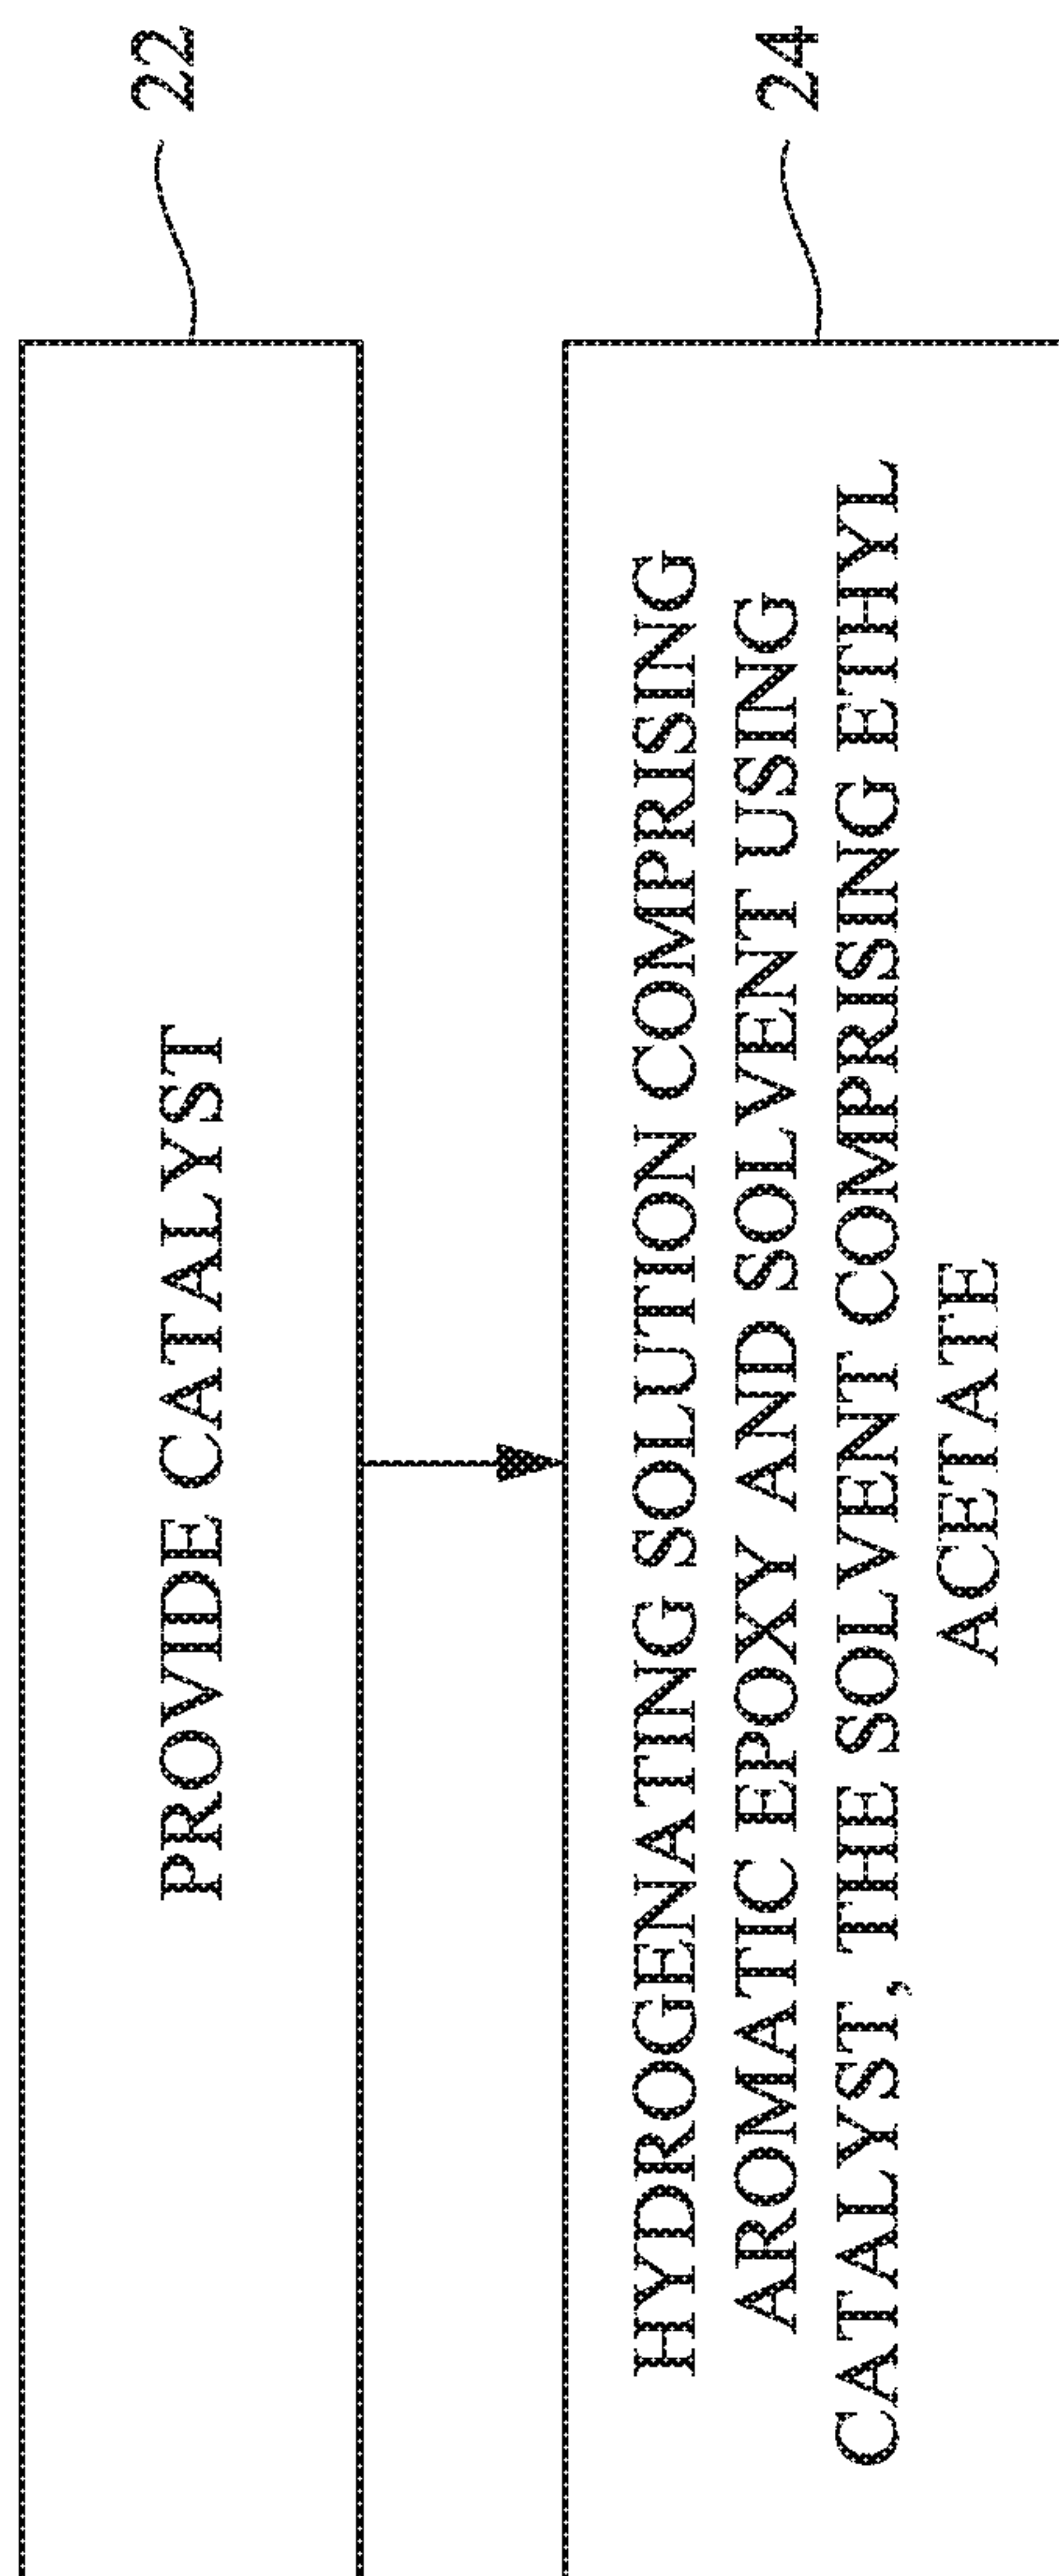 PROVIDE CATALYST
22
HYDROGENATING SOLUTION COMPRISING
AROMATIC EPOXY AND SOLVENT USING
CATALYST, THE SOLVENT COMPRISING ETHYL
ACETATE
24